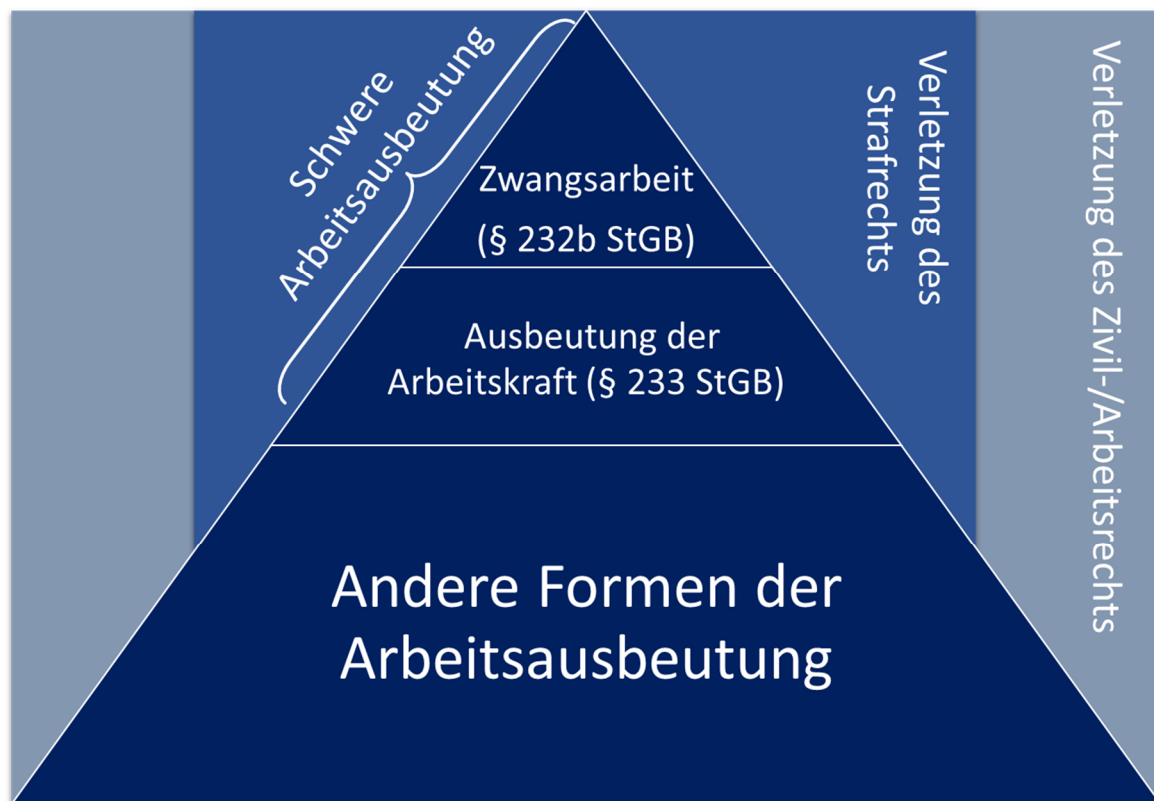 Schwere
Arbeitsausbeutung
Zwangsarbeit
(§ 232b StGB)
Ausbeutung der
Arbeitskraft (§ 233 StGB)
Andere Formen der
Arbeitsausbeutung
Verletzung des
Strafrechts
Verletzung des Zivil-/Arbeitsrechts